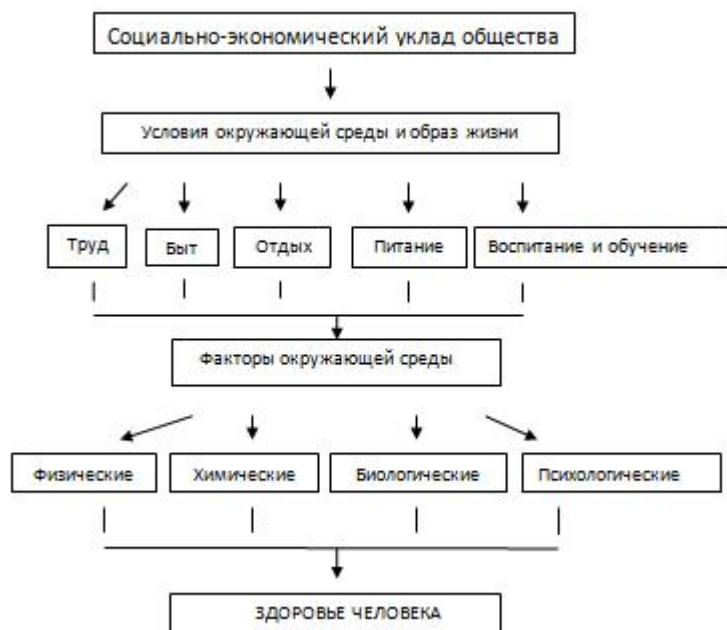 Социально-экономический уклад общества
Условия окружающей среды и образ жизни
Труд
Быт
Отдых
Питание
Воспитание и обучение
Факторы окружающей среды
Физические
Химические
Биологические
Психологические
ЗДОРОВЬЕ ЧЕЛОВЕКА